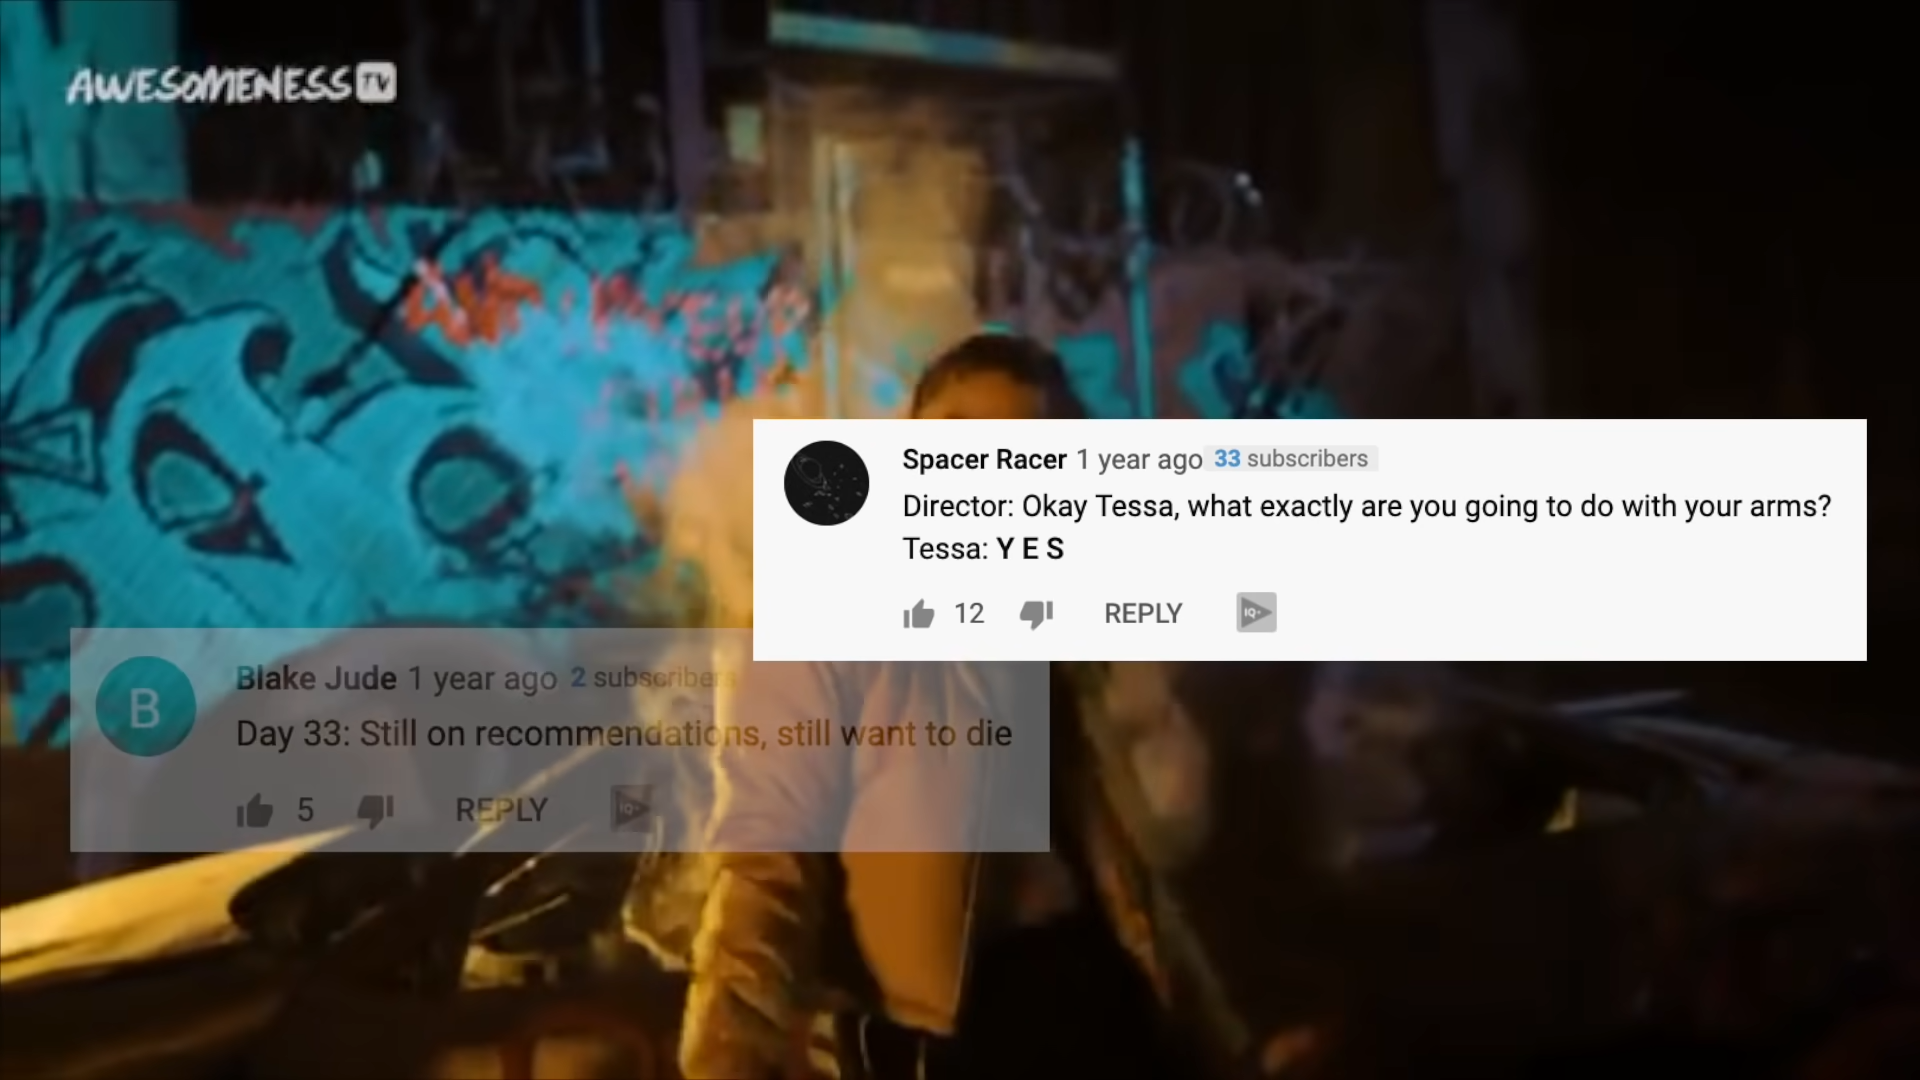 AWESOMENESS TV
Spacer Racer 1 year ago 33 subscribers
Director: Okay Tessa, what exactly are you going to do with your arms?
Tessa: Y E S
12 REPLY
IQ+
B
Blake Jude 1 year ago 2 subscribers
Day 33: Still on recommendations, still want to die
5 REPLY
IQ+